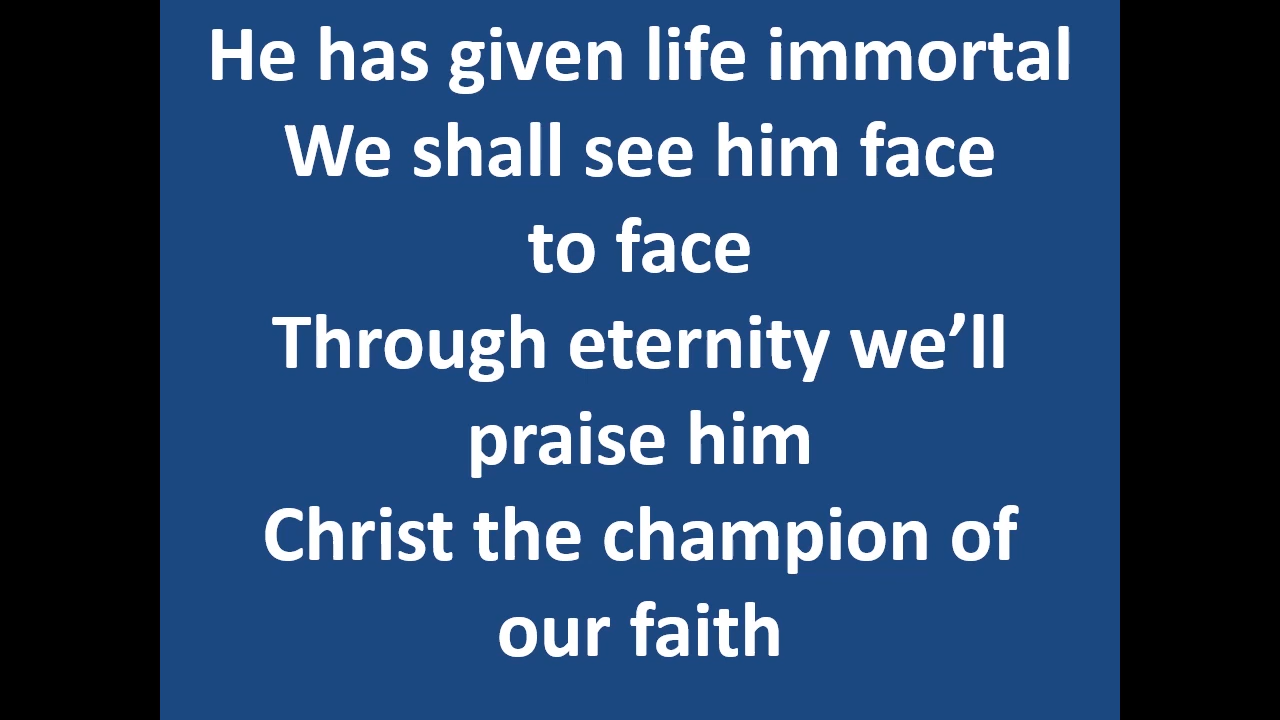 He has given life immortal
We shall see him face
to face
Through eternity we’ll
praise him
Christ the champion of
our faith